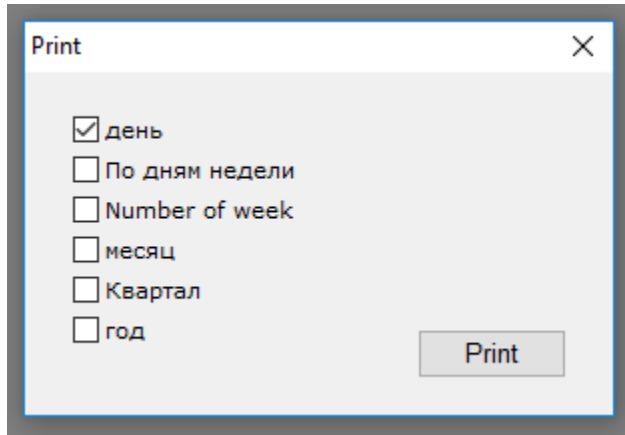 Print
день
По дням недели
Number of week
месяц
Квартал
год
Print